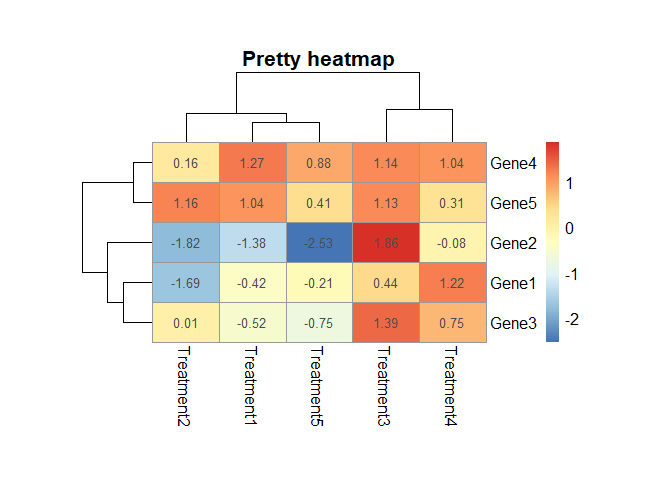 Pretty heatmap
0.16 1.27 0.88 1.14 1.04 Gene4
1.16 1.04 0.41 1.13 0.31 Gene5
-1.82 -1.38 -2.53 1.86 -0.08 Gene2
-1.69 -0.42 -0.21 0.44 1.22 Gene1
0.01 -0.52 -0.75 1.39 0.75 Gene3
Treatment2 Treatment1 Treatment5 Treatment3 Treatment4
1
0
-1
-2